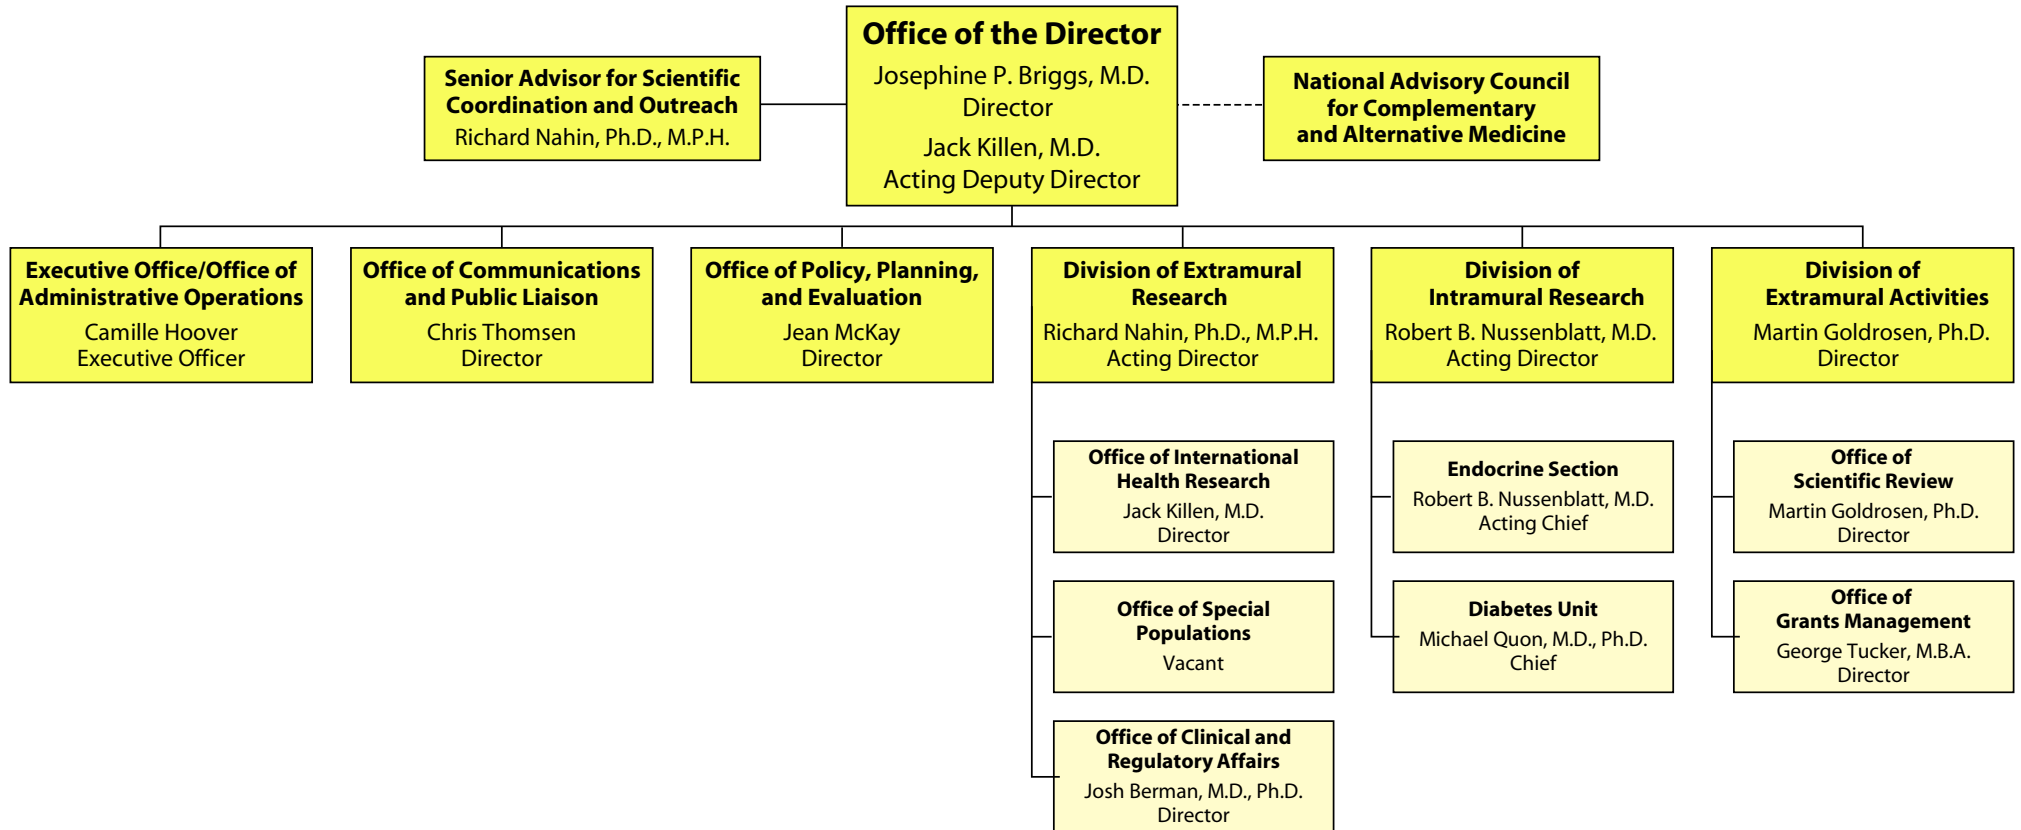 Office of the Director
Josephine P. Briggs, M.D.
Director
Jack Killen, M.D.
Acting Deputy Director
Senior Advisor for Scientific
Coordination and Outreach
Richard Nahin, Ph.D., M.P.H.
National Advisory Council
for Complementary
and Alternative Medicine
Executive Office/Office of
Administrative Operations
Camille Hoover
Executive Officer
Office of Communications
and Public Liaison
Chris Thomsen
Director
Office of Policy, Planning,
and Evaluation
Jean McKay
Director
Division of Extramural
Research
Richard Nahin, Ph.D., M.P.H.
Acting Director
Division of
Intramural Research
Robert B. Nussenblatt, M.D.
Acting Director
Division of
Extramural Activities
Martin Goldrosen, Ph.D.
Director
Office of International
Health Research
Jack Killen, M.D.
Director
Office of Special
Populations
Vacant
Office of Clinical and
Regulatory Affairs
Josh Berman, M.D., Ph.D.
Director
Endocrine Section
Robert B. Nussenblatt, M.D.
Acting Chief
Diabetes Unit
Michael Quon, M.D., Ph.D.
Chief
Office of
Scientific Review
Martin Goldrosen, Ph.D.
Director
Office of
Grants Management
George Tucker, M.B.A.
Director